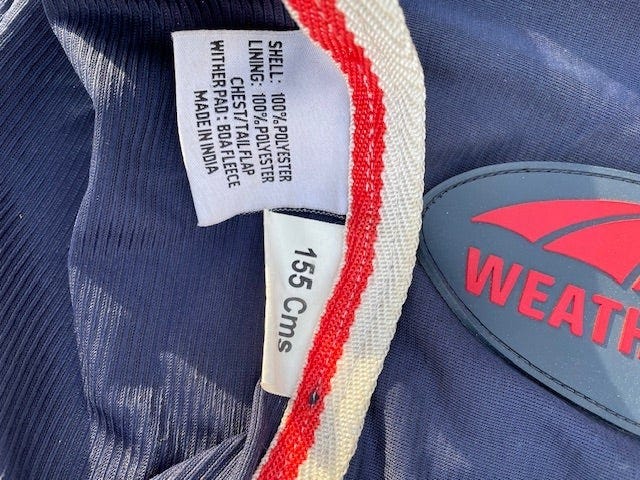 SHELL: 100% POLYESTER
LINING: 100% POLYESTER
CHEST/TAIL FLAP
WITHER PAD: BOA FLEECE
MADE IN INDIA
155 Cms
WEATH